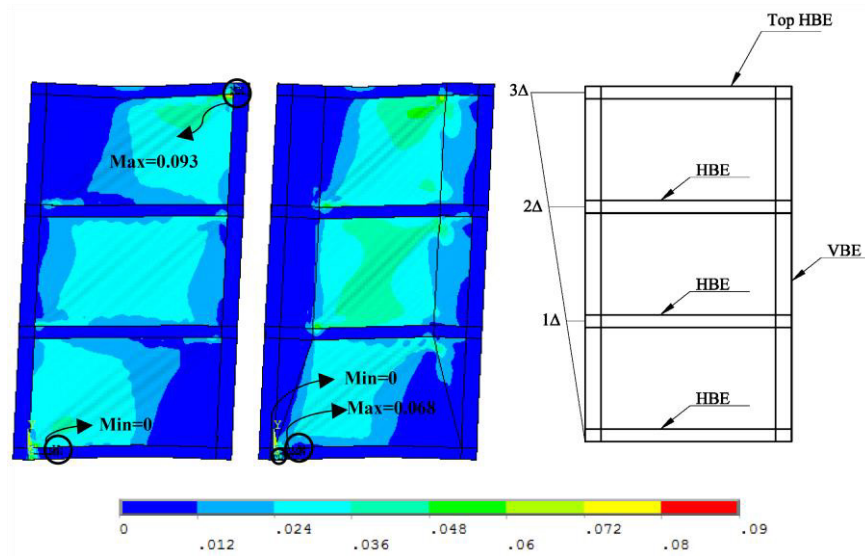 Top HBE
3Δ
Max=0.093
HBE
2Δ
VBE
HBE
1Δ
Min=0
Max=0.068
Min=0
HBE
Y
Y
0
.012
.024
.036
.048
.06
.072
.08
.09